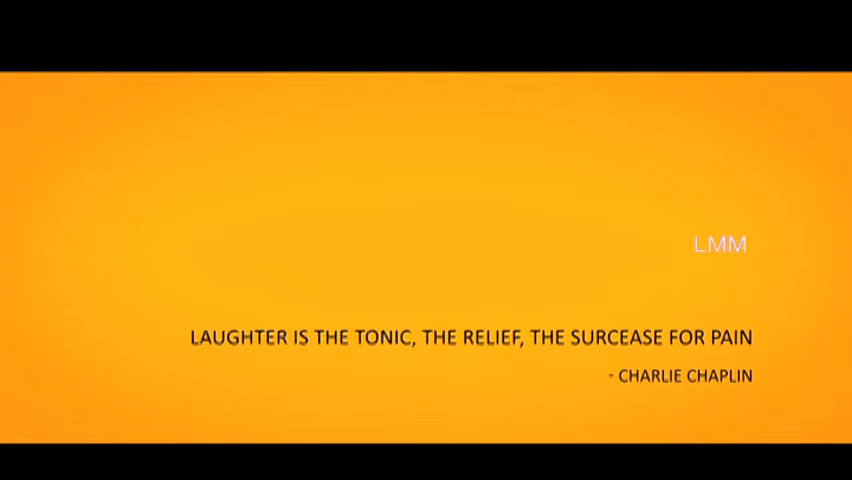 LMM
LAUGHTER IS THE TONIC, THE RELIEF, THE SURCEASE FOR PAIN
- CHARLIE CHAPLIN